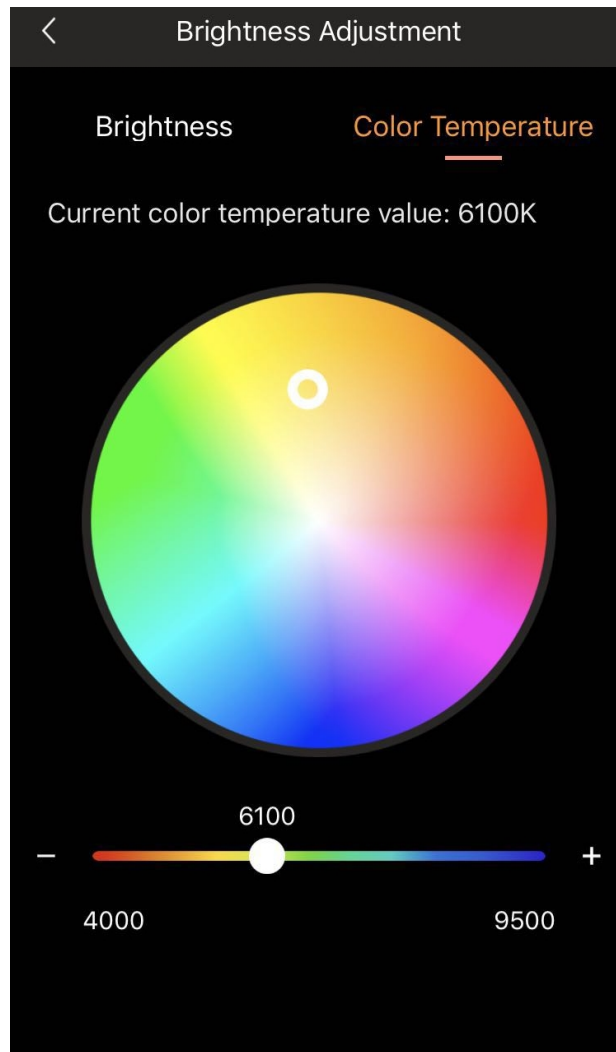 Brightness Adjustment
Brightness Color Temperature
Current color temperature value: 6100K
6100
− +
4000 9500